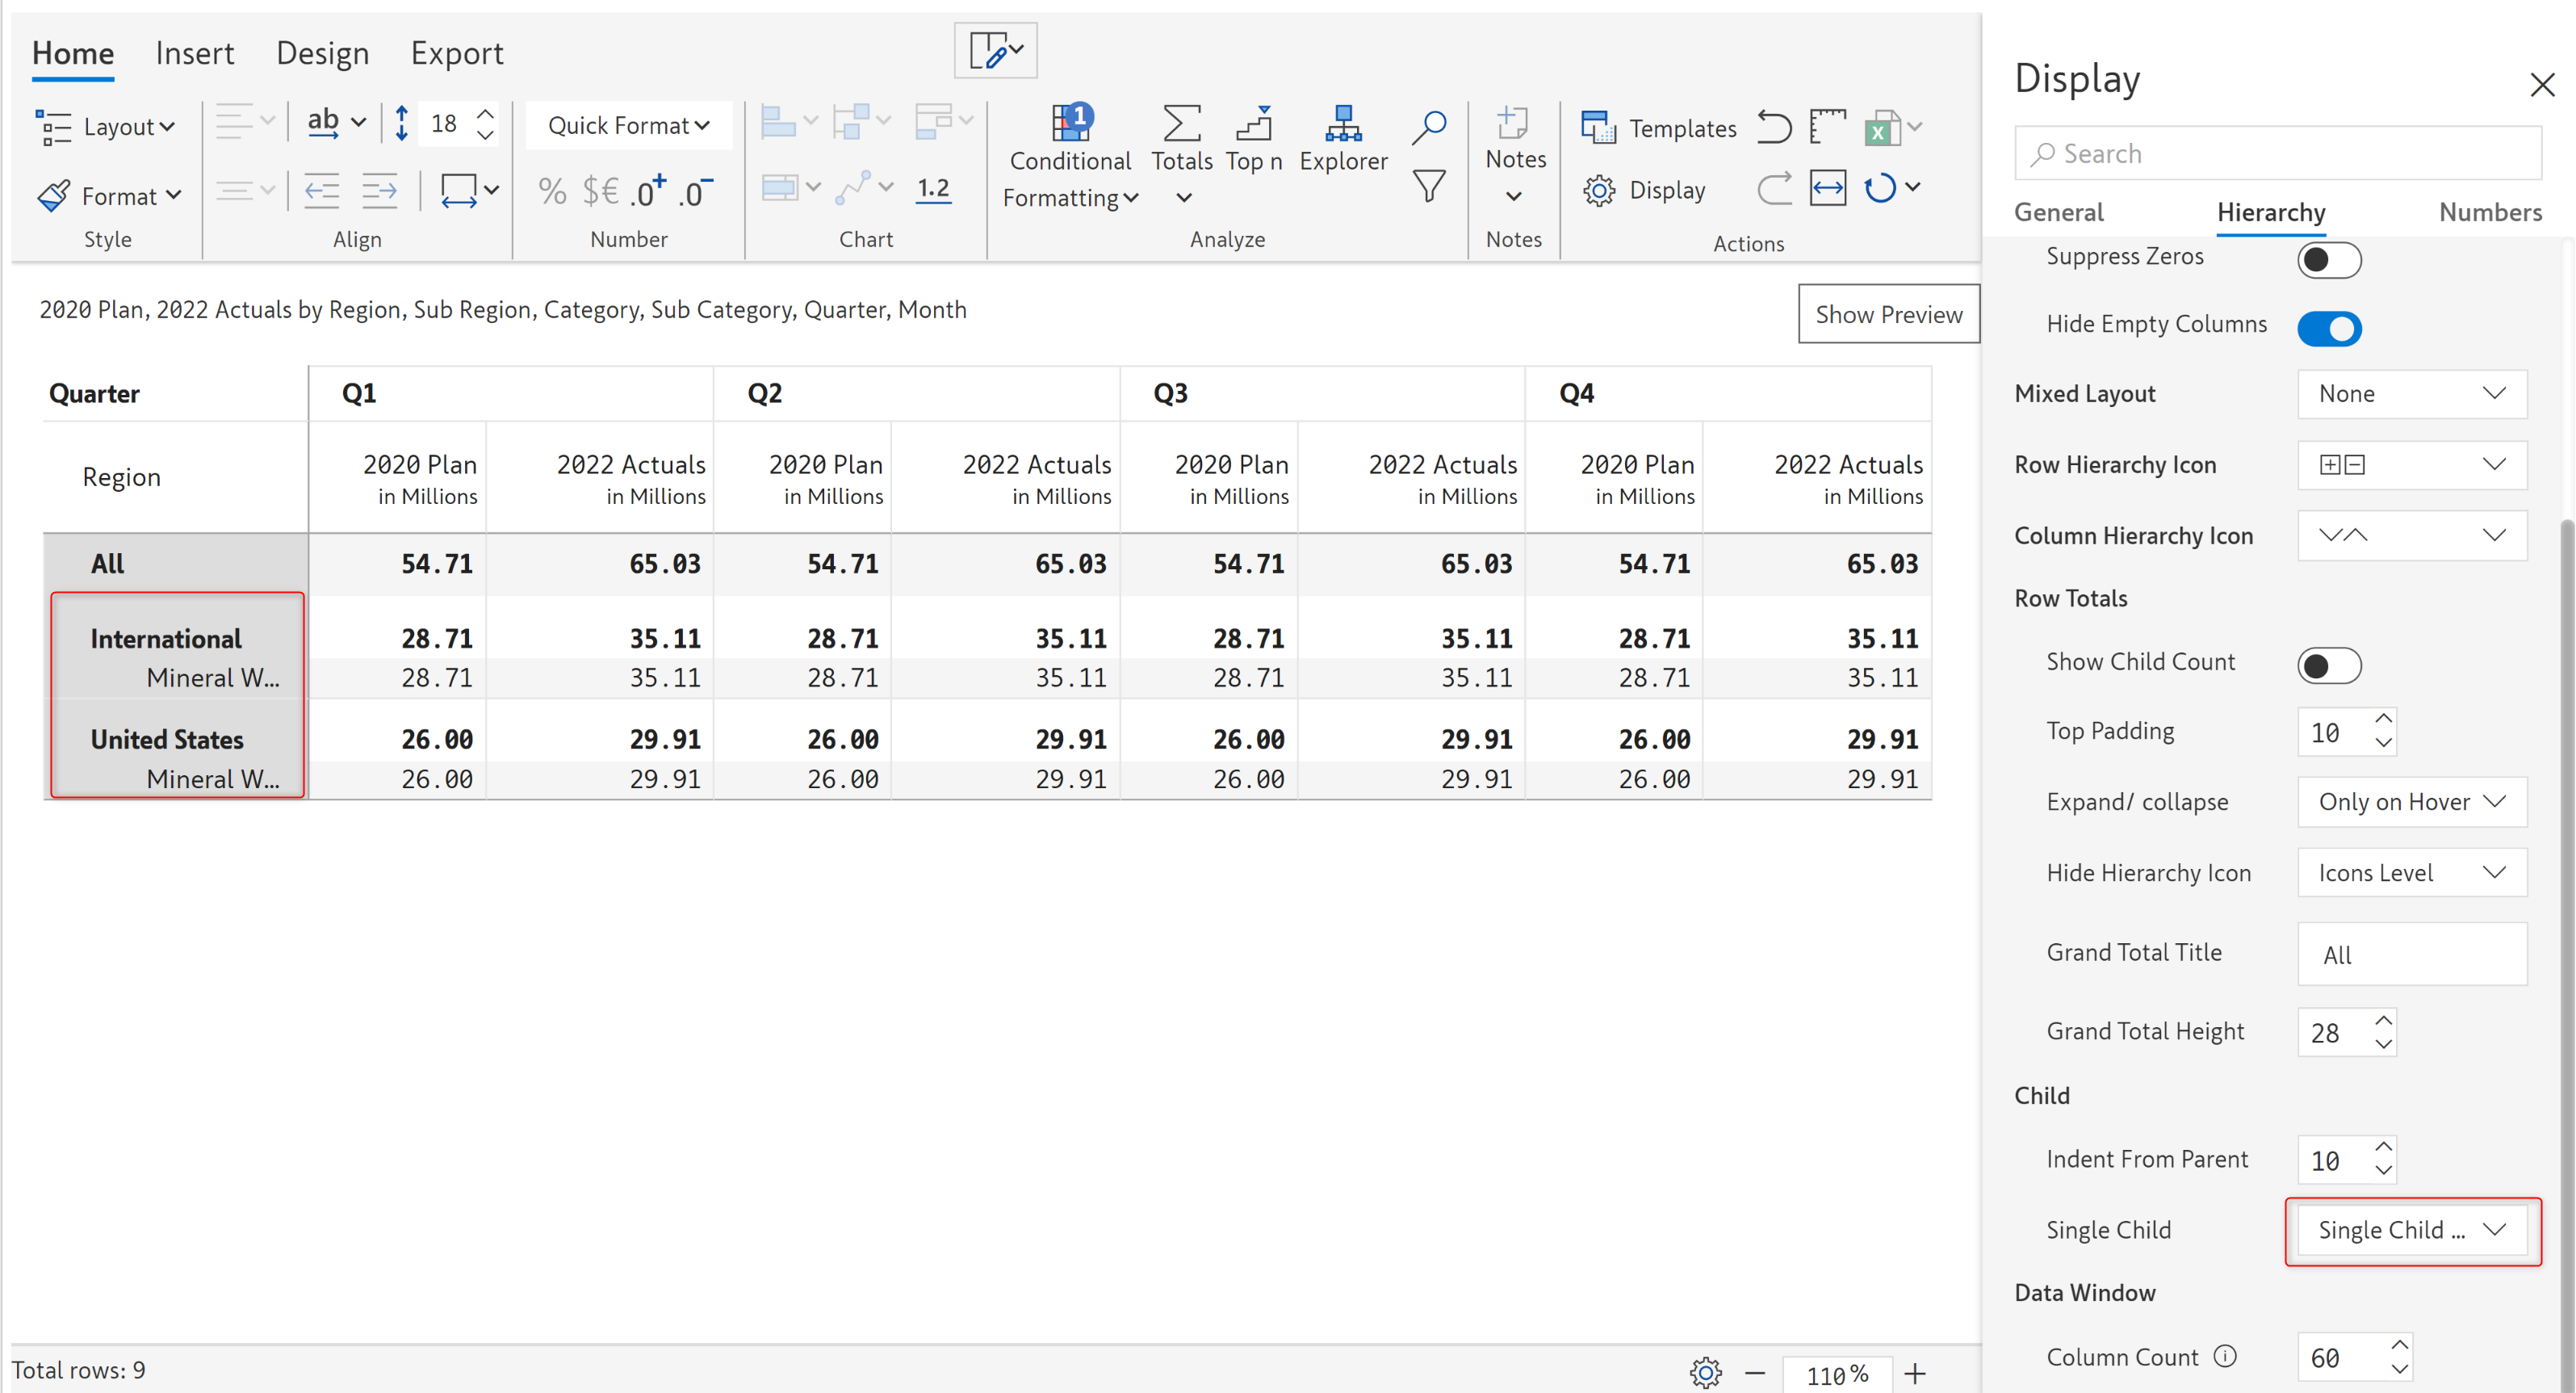 Home Insert Design Export
Layout
ab
18
Quick Format
1
Conditional Formatting
Totals
Top n
Explorer
Notes
Templates
Format
% $€ .0+ .0-
1.2
Display
Style
Align
Number
Chart
Analyze
Notes
Actions
2020 Plan, 2022 Actuals by Region, Sub Region, Category, Sub Category, Quarter, Month
Show Preview
Quarter Q1 Q2 Q3 Q4
Region 2020 Plan 2022 Actuals 2020 Plan 2022 Actuals 2020 Plan 2022 Actuals 2020 Plan 2022 Actuals
in Millions in Millions in Millions in Millions in Millions in Millions in Millions in Millions
All 54.71 65.03 54.71 65.03 54.71 65.03 54.71 65.03
International 28.71 35.11 28.71 35.11 28.71 35.11 28.71 35.11
Mineral W... 28.71 35.11 28.71 35.11 28.71 35.11 28.71 35.11
United States 26.00 29.91 26.00 29.91 26.00 29.91 26.00 29.91
Mineral W... 26.00 29.91 26.00 29.91 26.00 29.91 26.00 29.91
Total rows: 9
110 %
Display
Search
General Hierarchy Numbers
Suppress Zeros
Hide Empty Columns
Mixed Layout None
Row Hierarchy Icon
Column Hierarchy Icon
Row Totals
Show Child Count
Top Padding 10
Expand/ collapse Only on Hover
Hide Hierarchy Icon Icons Level
Grand Total Title All
Grand Total Height 28
Child
Indent From Parent 10
Single Child Single Child ...
Data Window
Column Count 60